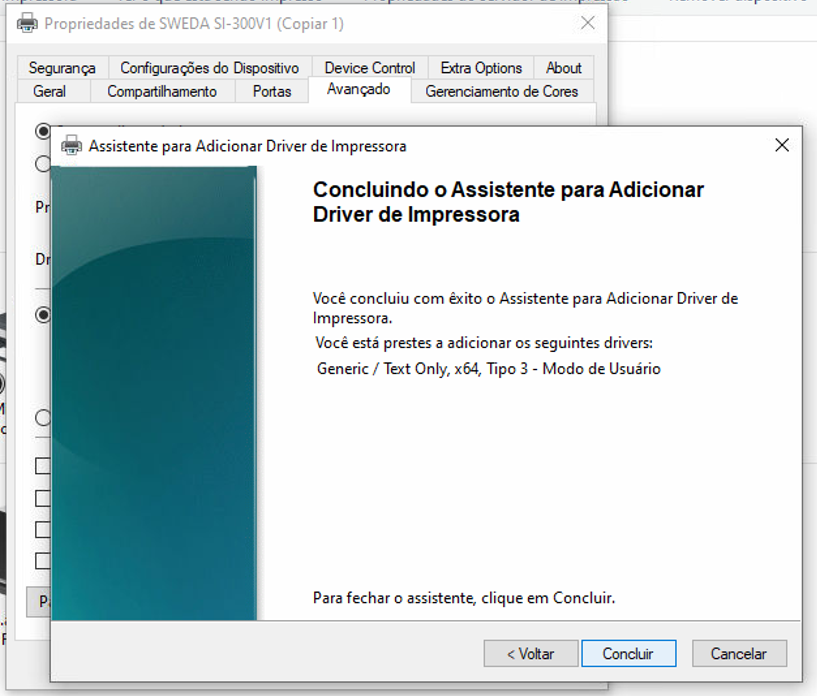 Propriedades de SWEDA SI-300V1 (Copiar 1)
Segurança Configurações do Dispositivo Device Control Extra Options About
Geral Compartilhamento Portas Avançado Gerenciamento de Cores
Assistente para Adicionar Driver de Impressora
Concluindo o Assistente para Adicionar
Driver de Impressora
Você concluiu com êxito o Assistente para Adicionar Driver de
Impressora.
Você está prestes a adicionar os seguintes drivers:
Generic / Text Only, x64, Tipo 3 - Modo de Usuário
Para fechar o assistente, clique em Concluir.
< Voltar Concluir Cancelar